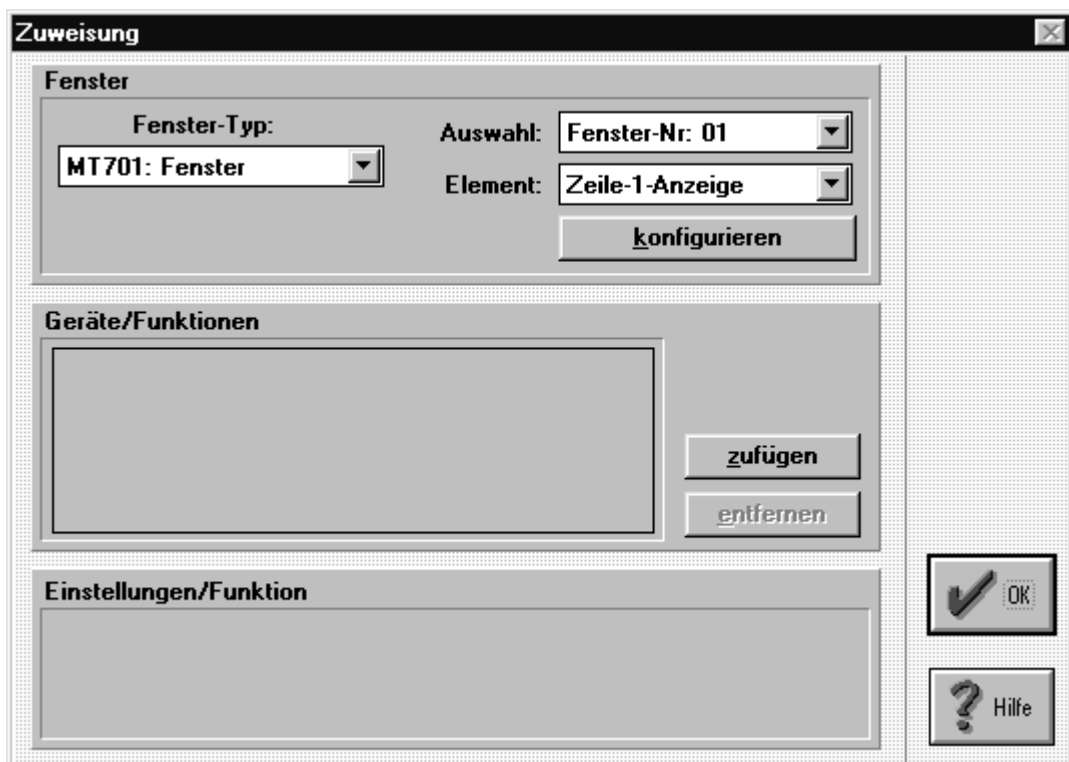 Zuweisung
Fenster
Fenster-Typ:
MT701: Fenster
Auswahl: Fenster-Nr: 01
Element: Zeile-1-Anzeige
konfigurieren
Geräte/Funktionen
zufügen
entfernen
Einstellungen/Funktion
OK
Hilfe